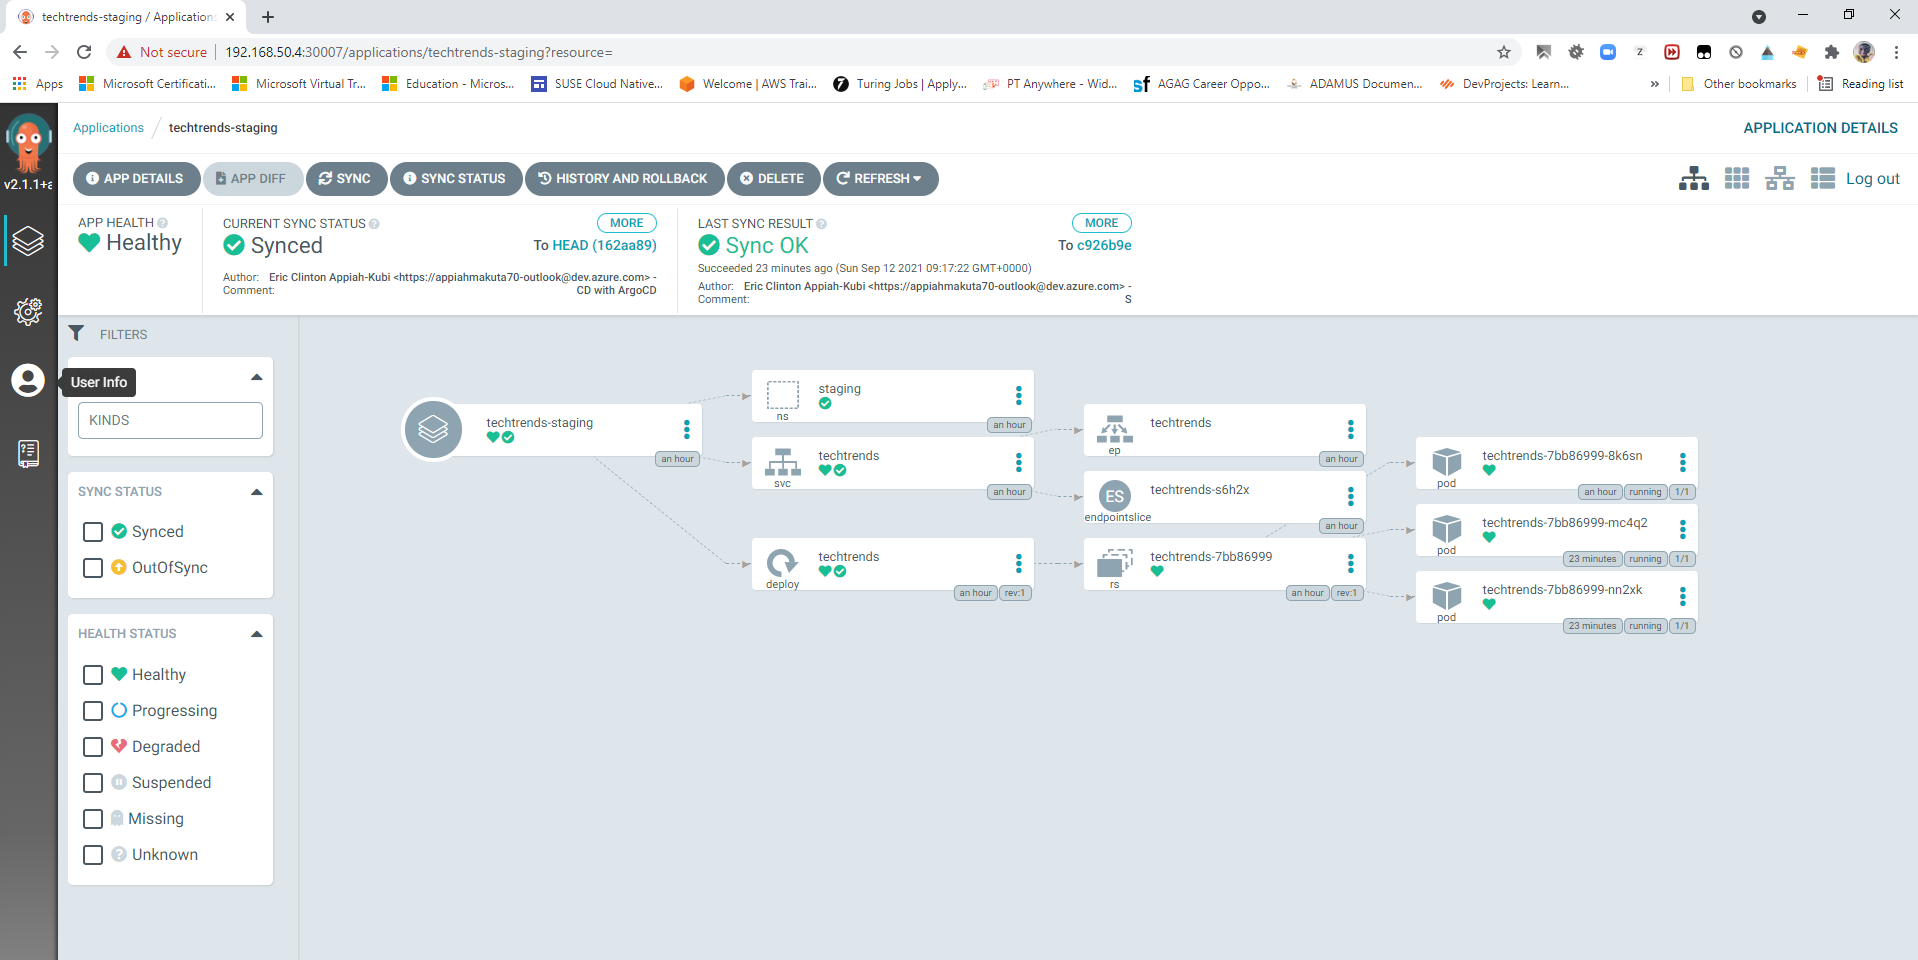 techtrends-staging / Applications
Not secure
192.168.50.4:30007/applications/techtrends-staging?resource=
Apps
Microsoft Certificati...
Microsoft Virtual Tr...
Education - Micros...
SUSE Cloud Native...
Welcome | AWS Trai...
Turing Jobs | Apply...
PT Anywhere - Wid...
AGAG Career Oppo...
ADAMUS Documen...
DevProjects: Learn...
»
Other bookmarks
Reading list
v2.1.1+a
Applications / techtrends-staging
APPLICATION DETAILS
APP DETAILS
APP DIFF
SYNC
SYNC STATUS
HISTORY AND ROLLBACK
DELETE
REFRESH
Log out
APP HEALTH
Healthy
CURRENT SYNC STATUS
MORE
Synced
To HEAD (162aa89)
Author: Eric Clinton Appiah-Kubi <https://appiahmakuta70-outlook@dev.azure.com> -
Comment: CD with ArgoCD
LAST SYNC RESULT
MORE
Sync OK
To c926b9e
Succeeded 23 minutes ago (Sun Sep 12 2021 09:17:22 GMT+0000)
Author: Eric Clinton Appiah-Kubi <https://appiahmakuta70-outlook@dev.azure.com> -
Comment: S
FILTERS
User Info
KINDS
SYNC STATUS
Synced
OutOfSync
HEALTH STATUS
Healthy
Progressing
Degraded
Suspended
Missing
Unknown
techtrends-staging
an hour
staging
ns
an hour
techtrends
svc
an hour
techtrends
deploy
an hour
rev:1
techtrends
ep
an hour
ES
techtrends-s6h2x
endpointslice
an hour
techtrends-7bb86999
rs
an hour
rev:1
techtrends-7bb86999-8k6sn
pod
an hour
running
1/1
techtrends-7bb86999-mc4q2
pod
23 minutes
running
1/1
techtrends-7bb86999-nn2xk
pod
23 minutes
running
1/1